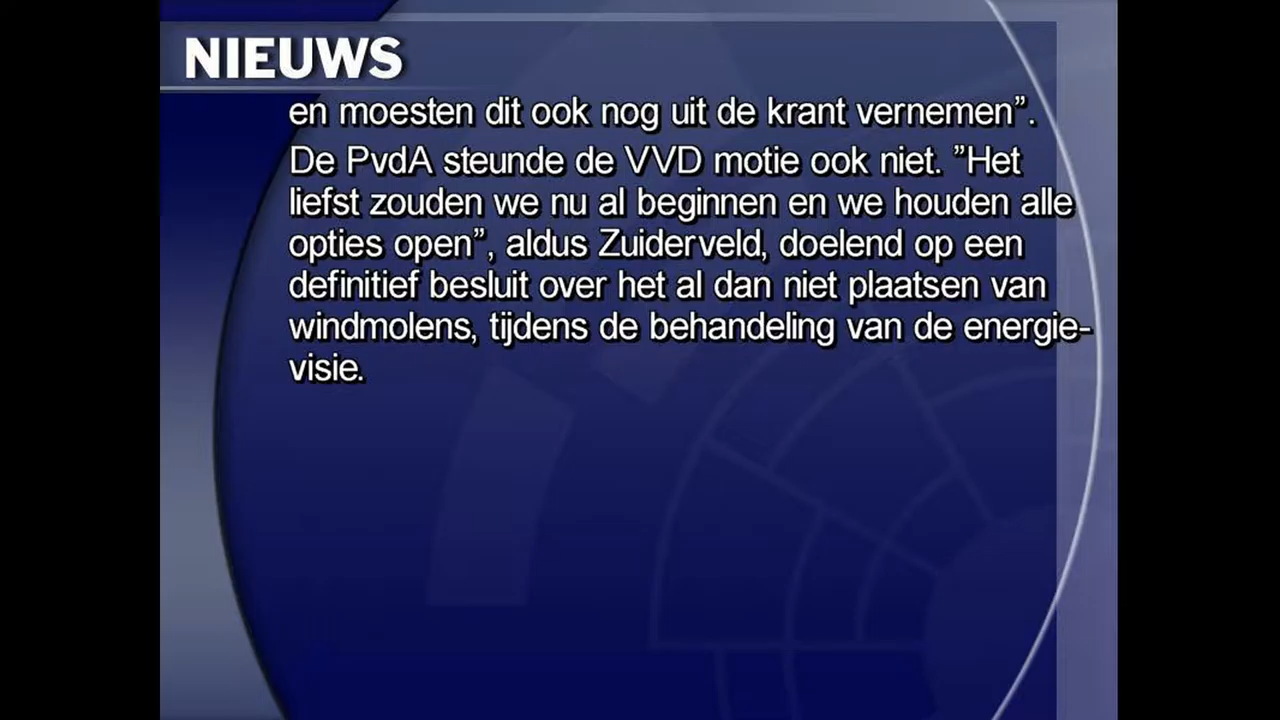 NIEUWS
en moesten dit ook nog uit de krant vernemen”.
De PvdA steunde de VVD motie ook niet. ”Het
liefst zouden we nu al beginnen en we houden alle
opties open”, aldus Zuiderveld, doelend op een
definitief besluit over het al dan niet plaatsen van
windmolens, tijdens de behandeling van de energie-
visie.